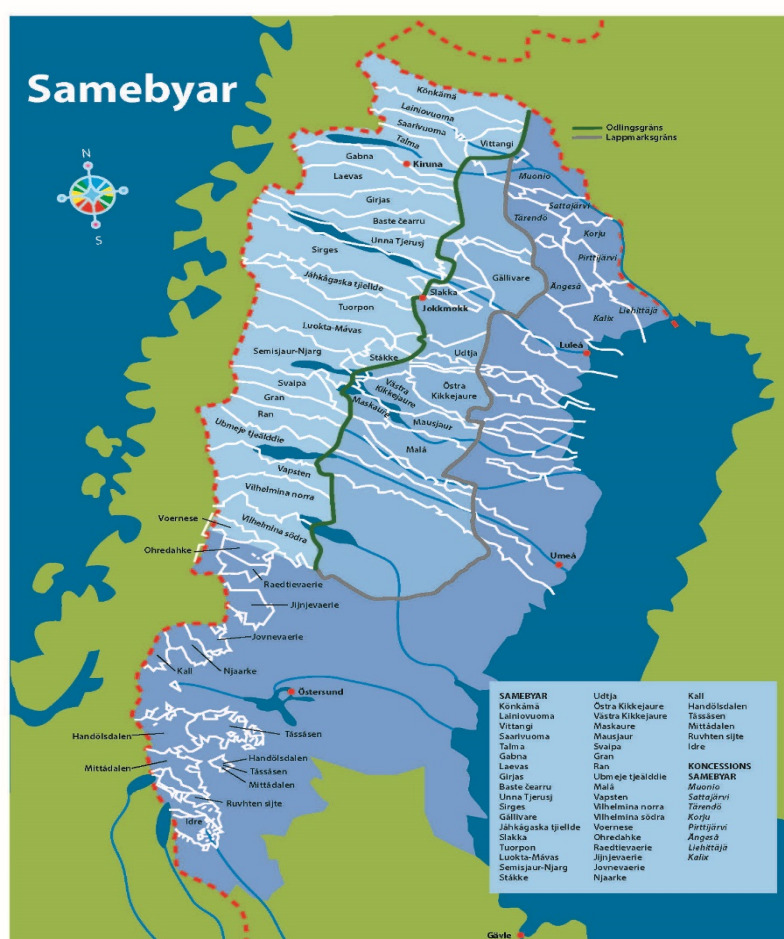 Samebyar
N
S
Odlingsgräns
Lappmarksgräns
Könkämä
Lainiovuoma
Saarivuoma
Talma
Vittangi
Gabna
Kiruna
Laevas
Muonio
Girjas
Sattajärvi
Tärendö
Baste čearru
Korju
Unna Tjerusj
Pirttijärvi
Sirges
Gällivare
Jåhkågaska tjiellde
Slakka
Ängeså
Jokkmokk
Tuorpon
Liehittäjä
Kalix
Luokta-Mávas
Luleå
Semisjaur-Njarg
Ståkke
Udtja
Svaipa
Västra
Kikkejaure
Östra
Kikkejaure
Gran
Maskaure
Ran
Mausjaur
Ubmeje tjeälddie
Malå
Vapsten
Vilhelmina norra
Voernese
Vilhelmina södra
Ohredahke
Umeå
Raedtievaerie
Jijnjevaerie
Jovnevaerie
Kall
Njaarke
Östersund
Handölsdalen
Tåssåsen
Mittådalen
Handölsdalen
Tåssåsen
Mittådalen
Ruvhten sijte
Idre
Gävle
SAMEBYAR
Könkämä
Lainiovuoma
Vittangi
Saarivuoma
Talma
Gabna
Laevas
Girjas
Baste čearru
Unna Tjerusj
Sirges
Gällivare
Jåhkågaska tjiellde
Slakka
Tuorpon
Luokta-Mávas
Semisjaur-Njarg
Ståkke
Udtja
Östra Kikkejaure
Västra Kikkejaure
Maskaure
Mausjaur
Svaipa
Gran
Ran
Ubmeje tjeälddie
Malå
Vapsten
Vilhelmina norra
Vilhelmina södra
Voernese
Ohredahke
Raedtievaerie
Jijnjevaerie
Jovnevaerie
Njaarke
Kall
Handölsdalen
Tåssåsen
Mittådalen
Ruvhten sijte
Idre
KONCESSIONS
SAMEBYAR
Muonio
Sattajärvi
Tärendö
Korju
Pirttijärvi
Ängeså
Liehittäjä
Kalix